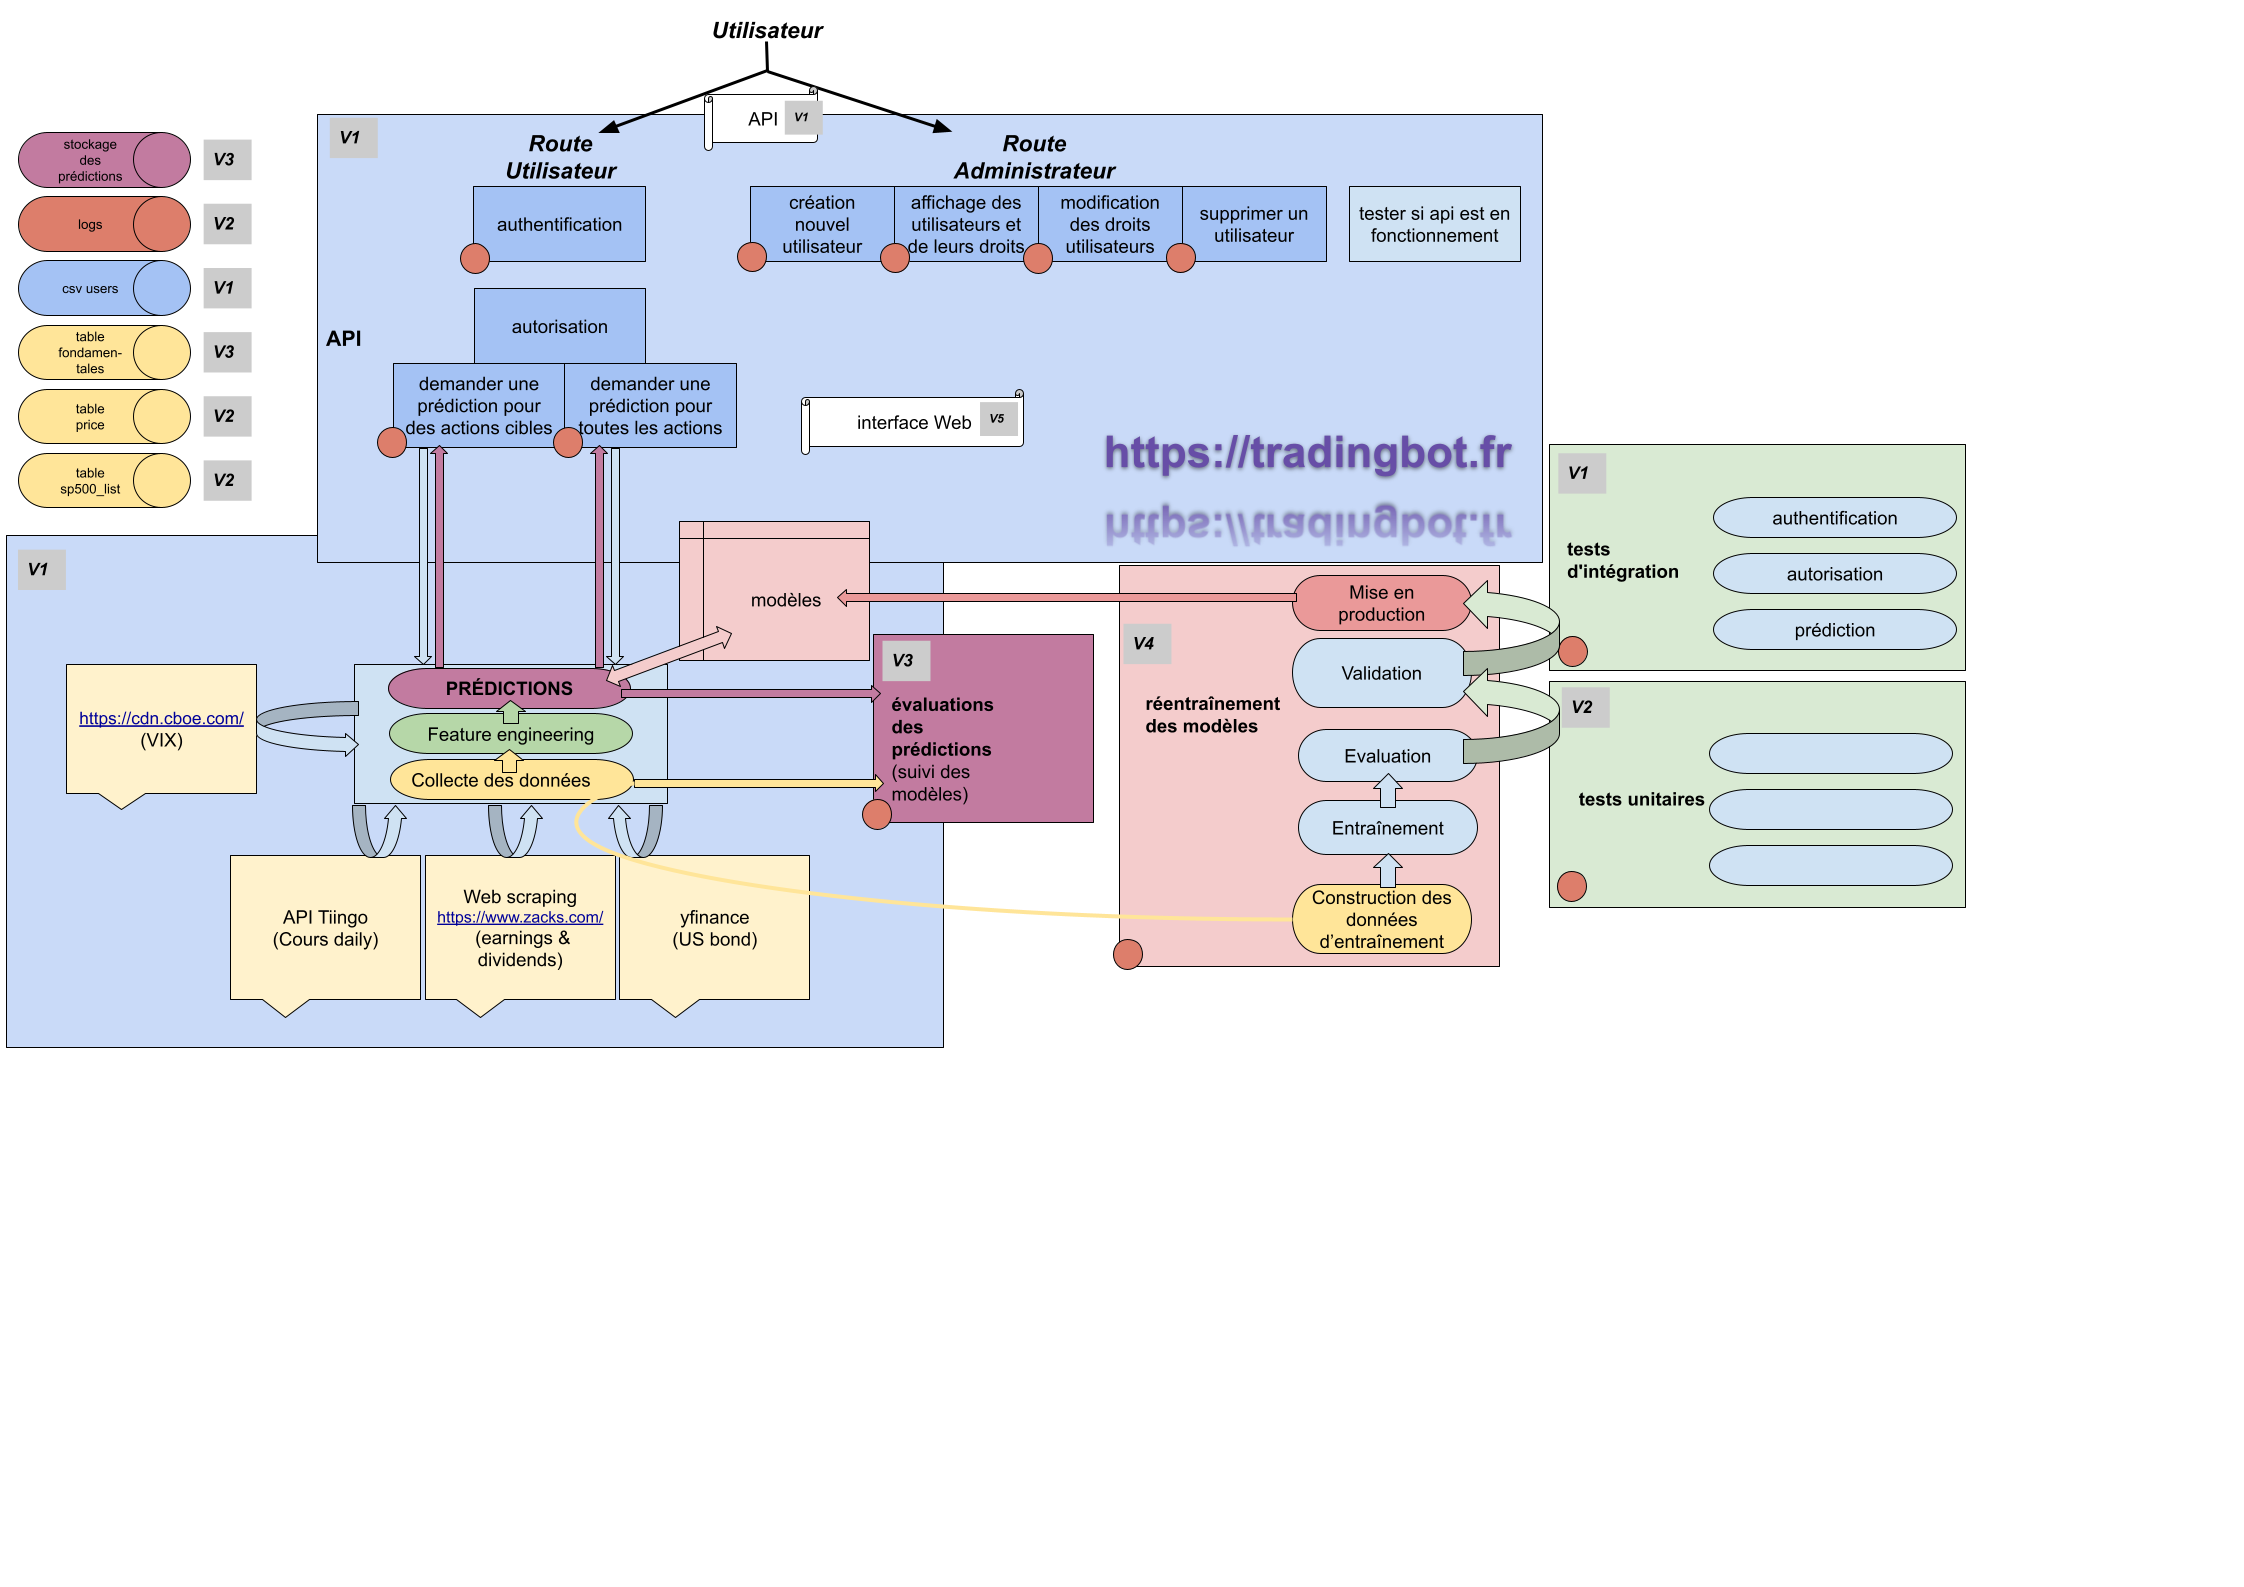 Utilisateur
API
V1
V1
Route
Utilisateur
Route
Administrateur
stockage
des
prédictions
V3
logs
V2
csv users
V1
table
fondamen-
tales
V3
table
price
V2
table
sp500_list
V2
authentification
création
nouvel
utilisateur
affichage des
utilisateurs et
de leurs droits
modification
des droits
utilisateurs
supprimer un
utilisateur
tester si api est en
fonctionnement
API
autorisation
demander une
prédiction pour
des actions cibles
demander une
prédiction pour
toutes les actions
interface Web
V5
https://tradingbot.fr
https://tradingbot.fr
V1
modèles
https://cdn.cboe.com/
(VIX)
PRÉDICTIONS
Feature engineering
Collecte des données
API Tiingo
(Cours daily)
Web scraping
https://www.zacks.com/
(earnings &
dividends)
yfinance
(US bond)
V3
évaluations
des
prédictions
(suivi des
modèles)
V4
réentraînement
des modèles
Mise en
production
Validation
Evaluation
Entraînement
Construction des
données
d'entraînement
V1
tests
d'intégration
authentification
autorisation
prédiction
V2
tests unitaires